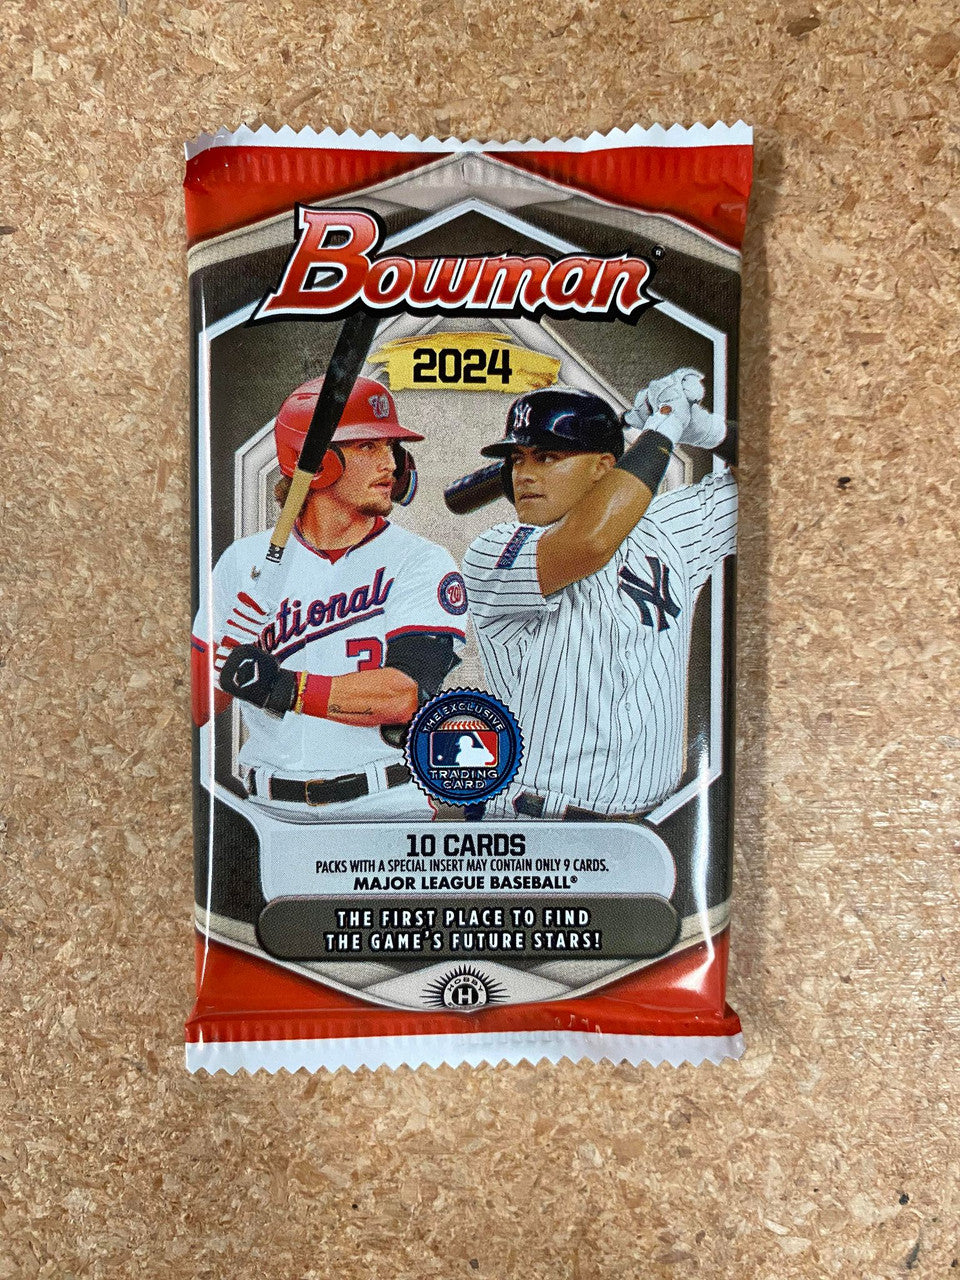 Bowman®
2024
W
NY
ational
3
W
NY
THE EXCLUSIVE
TRADING
CARD
10 CARDS
PACKS WITH A SPECIAL INSERT MAY CONTAIN ONLY 9 CARDS.
MAJOR LEAGUE BASEBALL®
THE FIRST PLACE TO FIND
THE GAME'S FUTURE STARS!
HOBBY
H